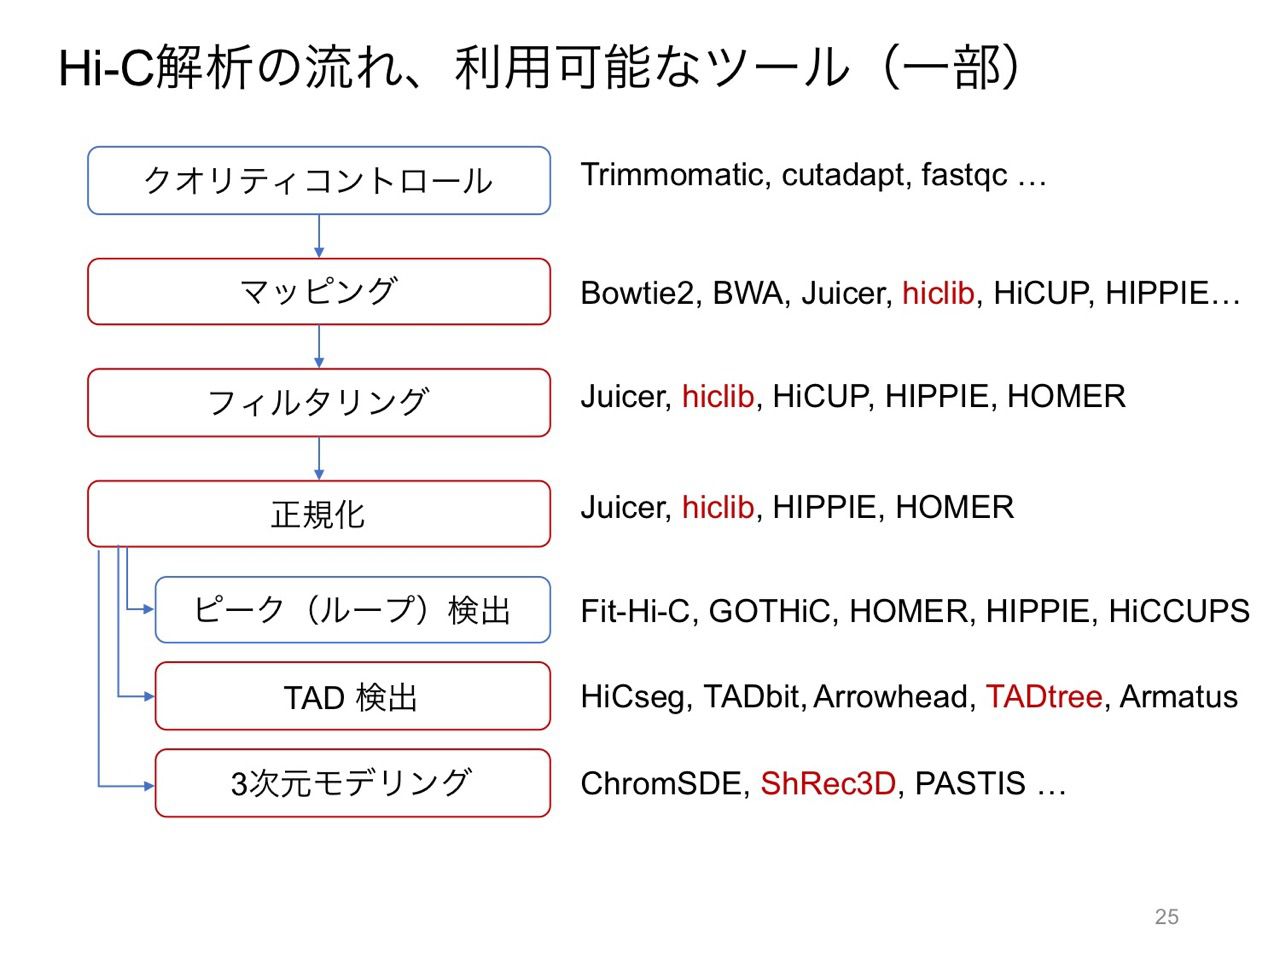 Hi-C解析の流れ、利用可能なツール（一部）
クオリティコントロール
Trimmomatic, cutadapt, fastqc …
マッピング
Bowtie2, BWA, Juicer, hiclib, HiCUP, HIPPIE…
フィルタリング
Juicer, hiclib, HiCUP, HIPPIE, HOMER
正規化
Juicer, hiclib, HIPPIE, HOMER
ピーク（ループ）検出
Fit-Hi-C, GOTHiC, HOMER, HIPPIE, HiCCUPS
TAD 検出
HiCseg, TADbit, Arrowhead, TADtree, Armatus
3次元モデリング
ChromSDE, ShRec3D, PASTIS …
25